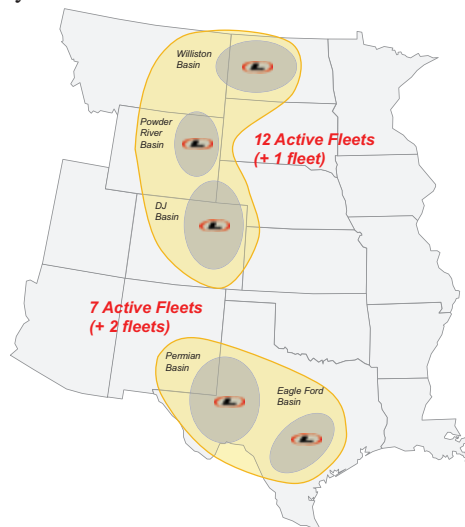 Williston
Basin
Powder
River
Basin
12 Active Fleets
(+ 1 fleet)
DJ
Basin
7 Active Fleets
(+ 2 fleets)
Permian
Basin
Eagle Ford
Basin